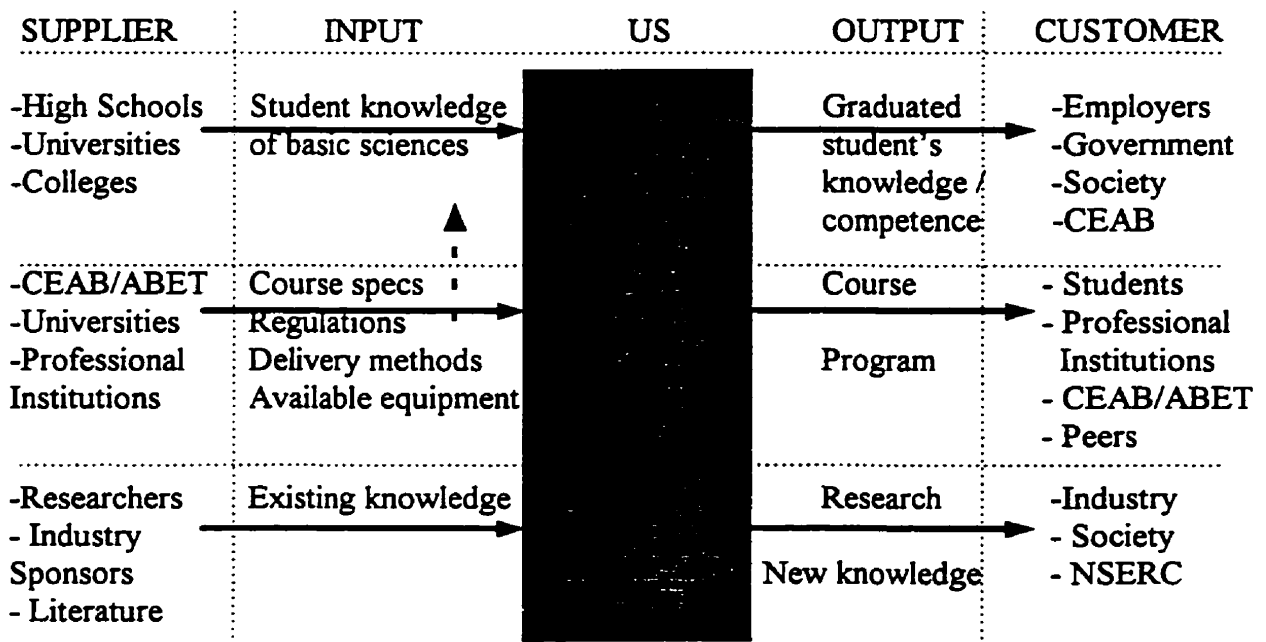 SUPPLIER INPUT US OUTPUT CUSTOMER
-High Schools Student knowledge Graduated -Employers
-Universities of basic sciences student's -Government
-Colleges knowledge / -Society
competence -CEAB
-CEAB/ABET Course specs Course - Students
-Universities Regulations - Professional
-Professional Delivery methods Program Institutions
Institutions Available equipment - CEAB/ABET
- Peers
-Researchers Existing knowledge Research -Industry
- Industry - Society
Sponsors New knowledge - NSERC
- Literature